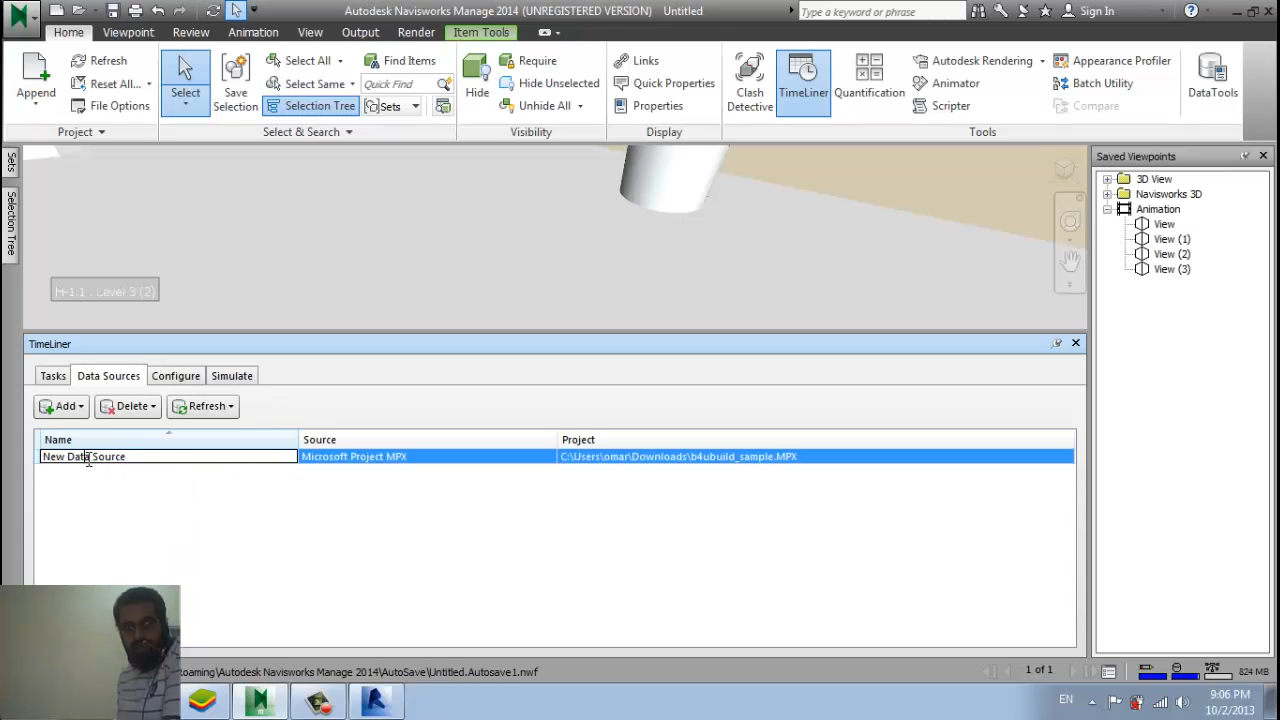 Autodesk Navisworks Manage 2014 (UNREGISTERED VERSION) Untitled
Type a keyword or phrase
Sign In
Home Viewpoint Review Animation View Output Render Item Tools
Append
Refresh
Reset All...
File Options
Project
Select
Save Selection
Select All
Select Same
Selection Tree
Find Items
Quick Find
Sets
Select & Search
Hide
Require
Hide Unselected
Unhide All
Visibility
Links
Quick Properties
Properties
Display
Clash Detective
TimeLiner
Quantification
Autodesk Rendering
Animator
Scripter
Appearance Profiler
Batch Utility
Compare
DataTools
Tools
Sets
Selection Tree
Saved Viewpoints
3D View
Navisworks 3D
Animation
View
View (1)
View (2)
View (3)
H-1.1 : Level 3 (2)
TimeLiner
Tasks Data Sources Configure Simulate
Add Delete Refresh
Name Source Project
New Data Source Microsoft Project MPX C:\Users\omar\Downloads\b4ubuild_sample.MPX
oaming\Autodesk Navisworks Manage 2014\AutoSave\Untitled.Autosave1.nwf
1 of 1
824 MB
EN
9:06 PM
10/2/2013